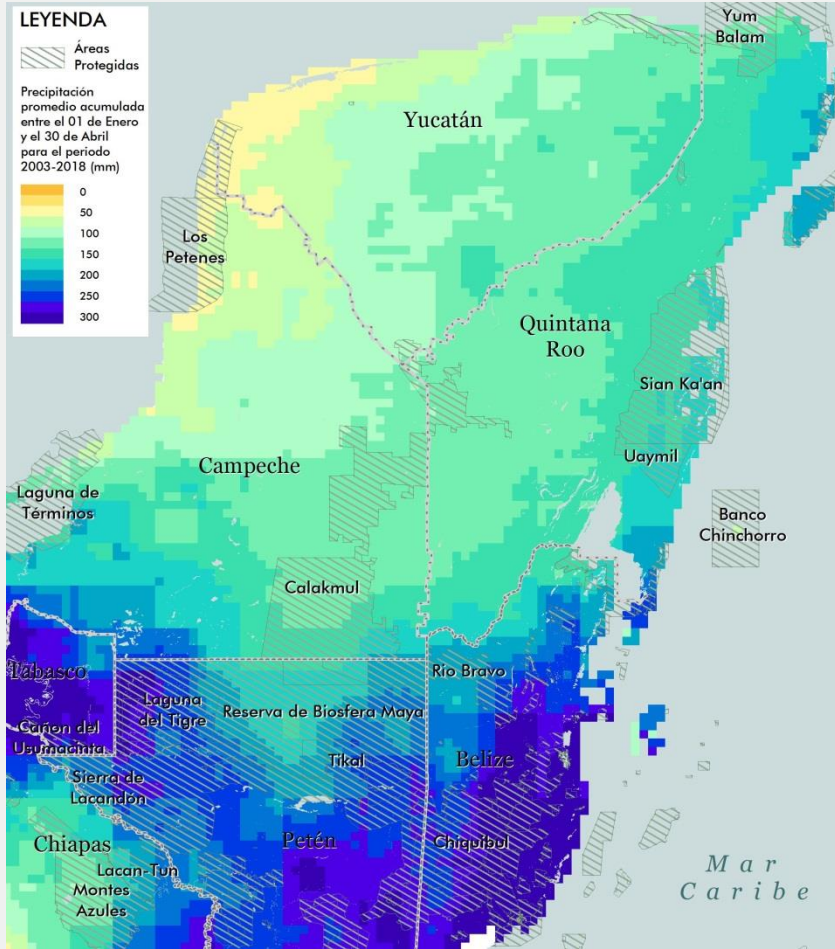 LEYENDA
Áreas
Protegidas
Precipitación
promedio acumulada
entre el 01 de Enero
y el 30 de Abril
para el periodo
2003-2018 (mm)
0
50
100
150
200
250
300
Yum
Balam
Yucatán
Los
Petenes
Quintana
Roo
Sian Ka'an
Uaymil
Campeche
Laguna de
Términos
Banco
Chinchorro
Calakmul
Tabasco
Río Bravo
Laguna
del Tigre
Reserva de Biosfera Maya
Cañon del
Usumacinta
Tikal
Belize
Sierra de
Lacandón
Petén
Chiquibul
Chiapas
Lacan-Tun
Montes
Azules
Mar
Caribe